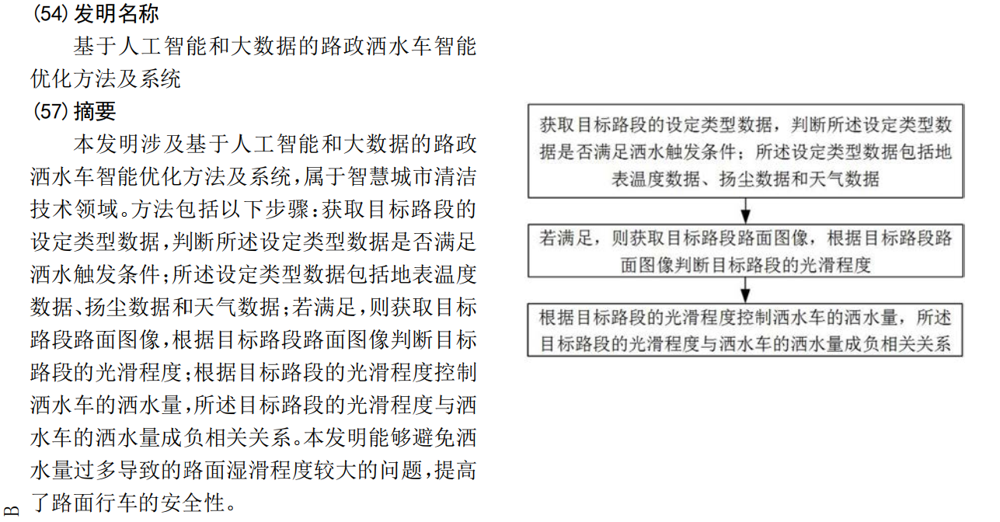 (54)发明名称
基于人工智能和大数据的路政洒水车智能
优化方法及系统
(57)摘要
本发明涉及基于人工智能和大数据的路政
洒水车智能优化方法及系统,属于智慧城市清洁
技术领域。方法包括以下步骤:获取目标路段的
设定类型数据,判断所述设定类型数据是否满足
洒水触发条件;所述设定类型数据包括地表温度
数据、扬尘数据和天气数据;若满足,则获取目标
路段路面图像,根据目标路段路面图像判断目标
路段的光滑程度;根据目标路段的光滑程度控制
洒水车的洒水量,所述目标路段的光滑程度与洒
水车的洒水量成负相关关系。本发明能够避免洒
水量过多导致的路面湿滑程度较大的问题,提高
了路面行车的安全性。
B
获取目标路段的设定类型数据，判断所述设定类型数
据是否满足洒水触发条件；所述设定类型数据包括地
表温度数据、扬尘数据和天气数据
若满足，则获取目标路段路面图像，根据目标路段路
面图像判断目标路段的光滑程度
根据目标路段的光滑程度控制洒水车的洒水量，所述
目标路段的光滑程度与洒水车的洒水量成负相关关系